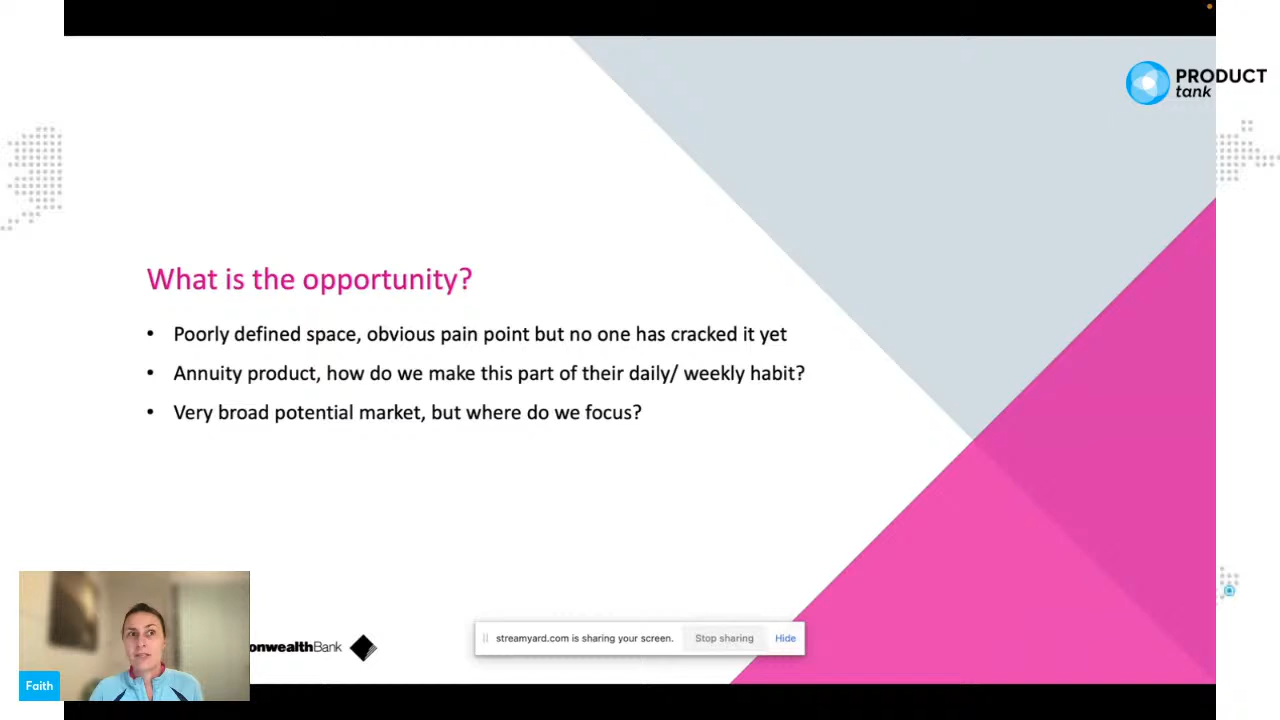 PRODUCT
tank
What is the opportunity?
• Poorly defined space, obvious pain point but no one has cracked it yet
• Annuity product, how do we make this part of their daily/ weekly habit?
• Very broad potential market, but where do we focus?
streamyard.com is sharing your screen. Stop sharing Hide
onwealthBank
Faith